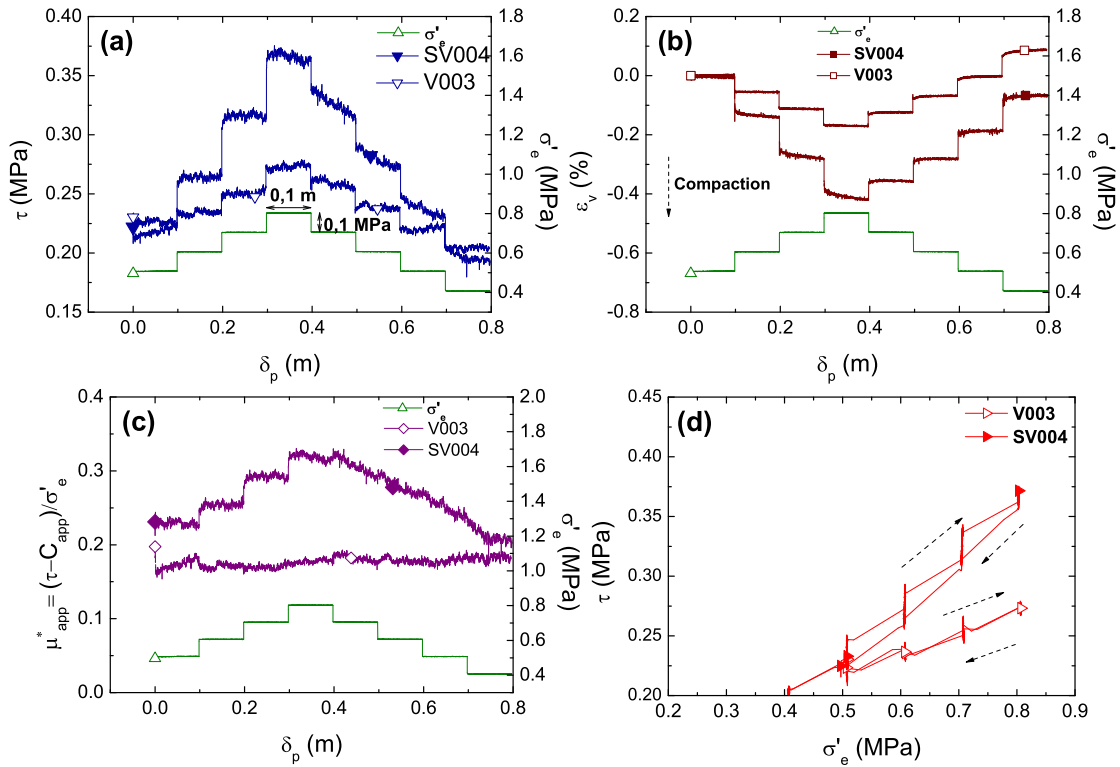 (a)
σ'e
SV004
V003
0,1 m
0,1 MPa
0.40
0.35
0.30
0.25
0.20
0.15
τ (MPa)
1.8
1.6
1.4
1.2
1.0
0.8
0.6
0.4
σ'e (MPa)
0.0 0.2 0.4 0.6 0.8
δp (m)
(b)
σ'e
SV004
V003
Compaction
0.2
0.0
-0.2
-0.4
-0.6
-0.8
εv (%)
1.8
1.6
1.4
1.2
1.0
0.8
0.6
0.4
σ'e (MPa)
0.0 0.2 0.4 0.6 0.8
δp (m)
(c)
σ'e
V003
SV004
0.4
0.3
0.2
0.1
0.0
μ*app= (τ−Capp)/σ'e
2.0
1.8
1.6
1.4
1.2
1.0
0.8
0.6
0.4
σ'e (MPa)
0.0 0.2 0.4 0.6 0.8
δp (m)
(d)
V003
SV004
0.45
0.40
0.35
0.30
0.25
0.20
τ (MPa)
0.2 0.3 0.4 0.5 0.6 0.7 0.8 0.9
σ'e (MPa)